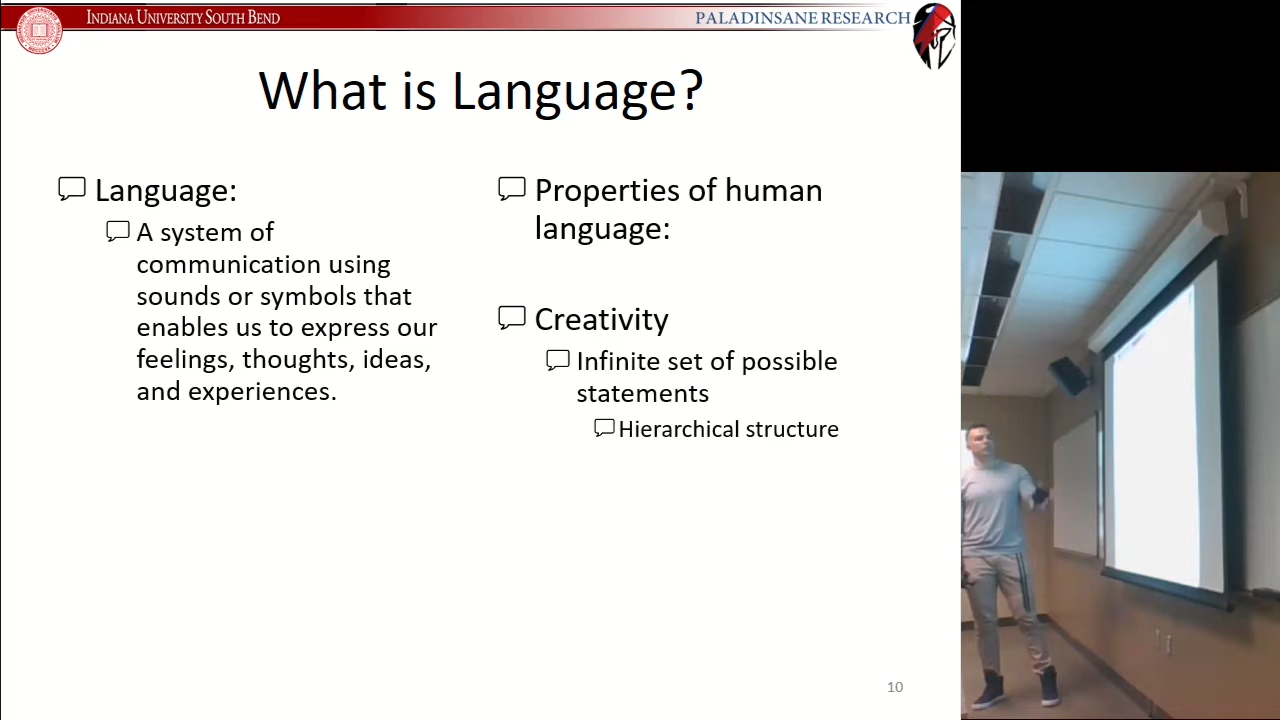 INDIANA UNIVERSITY SOUTH BEND
PALADINSANE RESEARCH
What is Language?
Language:
A system of
communication using
sounds or symbols that
enables us to express our
feelings, thoughts, ideas,
and experiences.
Properties of human
language:
Creativity
Infinite set of possible
statements
Hierarchical structure
10